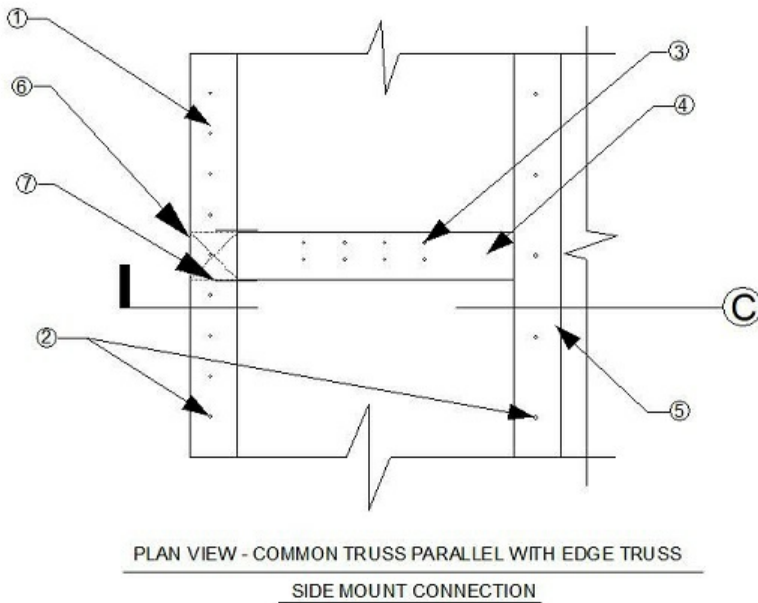 ①
③
⑥
④
⑦
C
②
⑤
PLAN VIEW - COMMON TRUSS PARALLEL WITH EDGE TRUSS
SIDE MOUNT CONNECTION